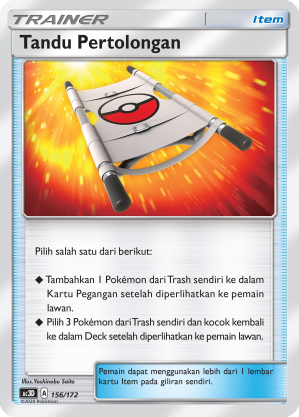 TRAINER
Item
Tandu Pertolongan
Pilih salah satu dari berikut:
◆ Tambahkan 1 Pokémon dari Trash sendiri ke dalam
Kartu Pegangan setelah diperlihatkan ke pemain
lawan.
◆ Pilih 3 Pokémon dari Trash sendiri dan kocok kembali
ke dalam Deck setelah diperlihatkan ke pemain lawan.
Pemain dapat menggunakan lebih dari 1 lembar
kartu Item pada giliran sendiri.
Illus.Yoshinobu Saito
AC3D A 156/172
©2020 Pokémon.